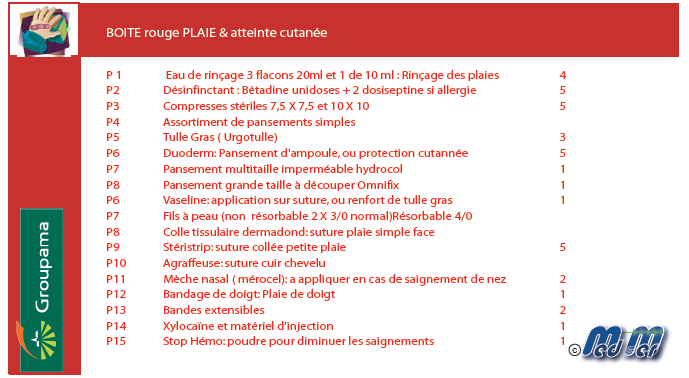 BOITE rouge PLAIE & atteinte cutanée
P 1 Eau de rinçage 3 flacons 20ml et 1 de 10 ml : Rinçage des plaies 4
P2 Désinfinctant : Bétadine unidoses + 2 dosiseptine si allergie 5
P3 Compresses stériles 7,5 X 7,5 et 10 X 10 5
P4 Assortiment de pansements simples
P5 Tulle Gras ( Urgotulle) 3
P6 Duoderm: Pansement d'ampoule, ou protection cutannée 5
P7 Pansement multitaille imperméable hydrocol 1
P8 Pansement grande taille à découper Omnifix 1
P6 Vaseline: application sur suture, ou renfort de tulle gras 1
P7 Fils à peau (non résorbable 2 X 3/0 normal)Résorbable 4/0
P8 Colle tissulaire dermadond: suture plaie simple face
P9 Stéristrip: suture collée petite plaie 5
P10 Agraffeuse: suture cuir chevelu
P11 Mèche nasal ( mérocel): a appliquer en cas de saignement de nez 2
P12 Bandage de doigt: Plaie de doigt 1
P13 Bandes extensibles 2
P14 Xylocaïne et matériel d'injection 1
P15 Stop Hémo: poudre pour diminuer les saignements 1
Groupama
© Med Mer